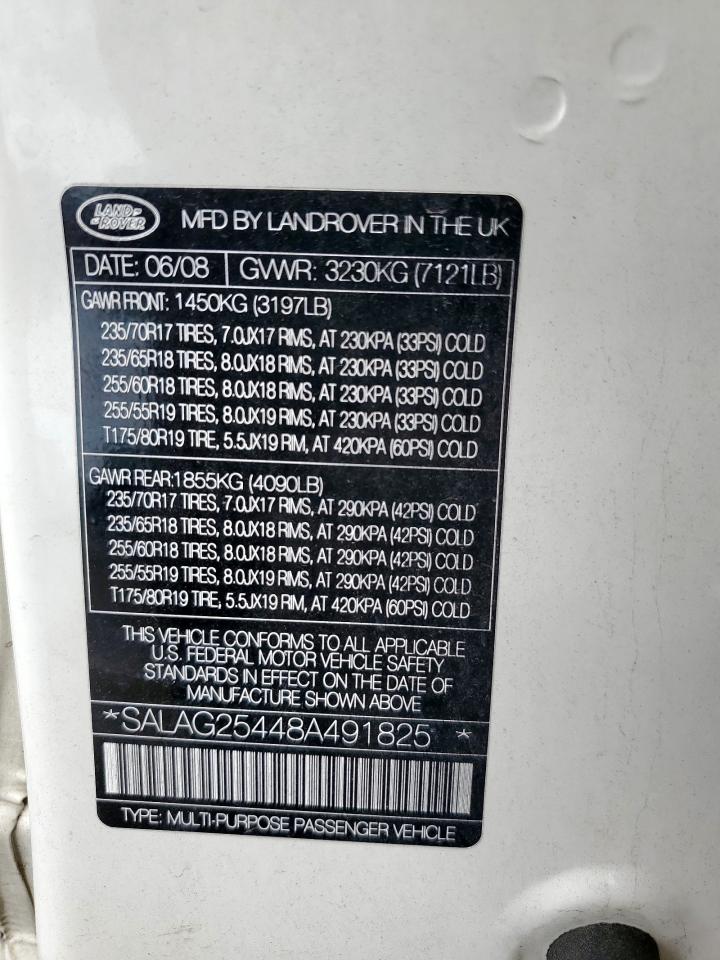 LAND-
-ROVER
MFD BY LANDROVER IN THE UK
DATE: 06/08 GVWR: 3230KG (7121LB)
GAWR FRONT: 1450KG (3197LB)
235/70R17 TIRES, 7.0JX17 RIMS, AT 230KPA (33PSI) COLD
235/65R18 TIRES, 8.0JX18 RIMS, AT 230KPA (33PSI) COLD
255/60R18 TIRES, 8.0JX18 RIMS, AT 230KPA (33PSI) COLD
255/55R19 TIRES, 8.0JX19 RIMS, AT 230KPA (33PSI) COLD
T175/80R19 TIRE, 5.5JX19 RIM, AT 420KPA (60PSI) COLD
GAWR REAR:1855KG (4090LB)
235/70R17 TIRES, 7.0JX17 RIMS, AT 290KPA (42PSI) COLD
235/65R18 TIRES, 8.0JX18 RIMS, AT 290KPA (42PSI) COLD
255/60R18 TIRES, 8.0JX18 RIMS, AT 290KPA (42PSI) COLD
255/55R19 TIRES, 8.0JX19 RIMS, AT 290KPA (42PSI) COLD
T175/80R19 TIRE, 5.5JX19 RIM, AT 420KPA (60PSI) COLD
THIS VEHICLE CONFORMS TO ALL APPLICABLE
U.S. FEDERAL MOTOR VEHICLE SAFETY
STANDARDS IN EFFECT ON THE DATE OF
MANUFACTURE SHOWN ABOVE
*SALAG25448A491825 *
TYPE: MULTI-PURPOSE PASSENGER VEHICLE